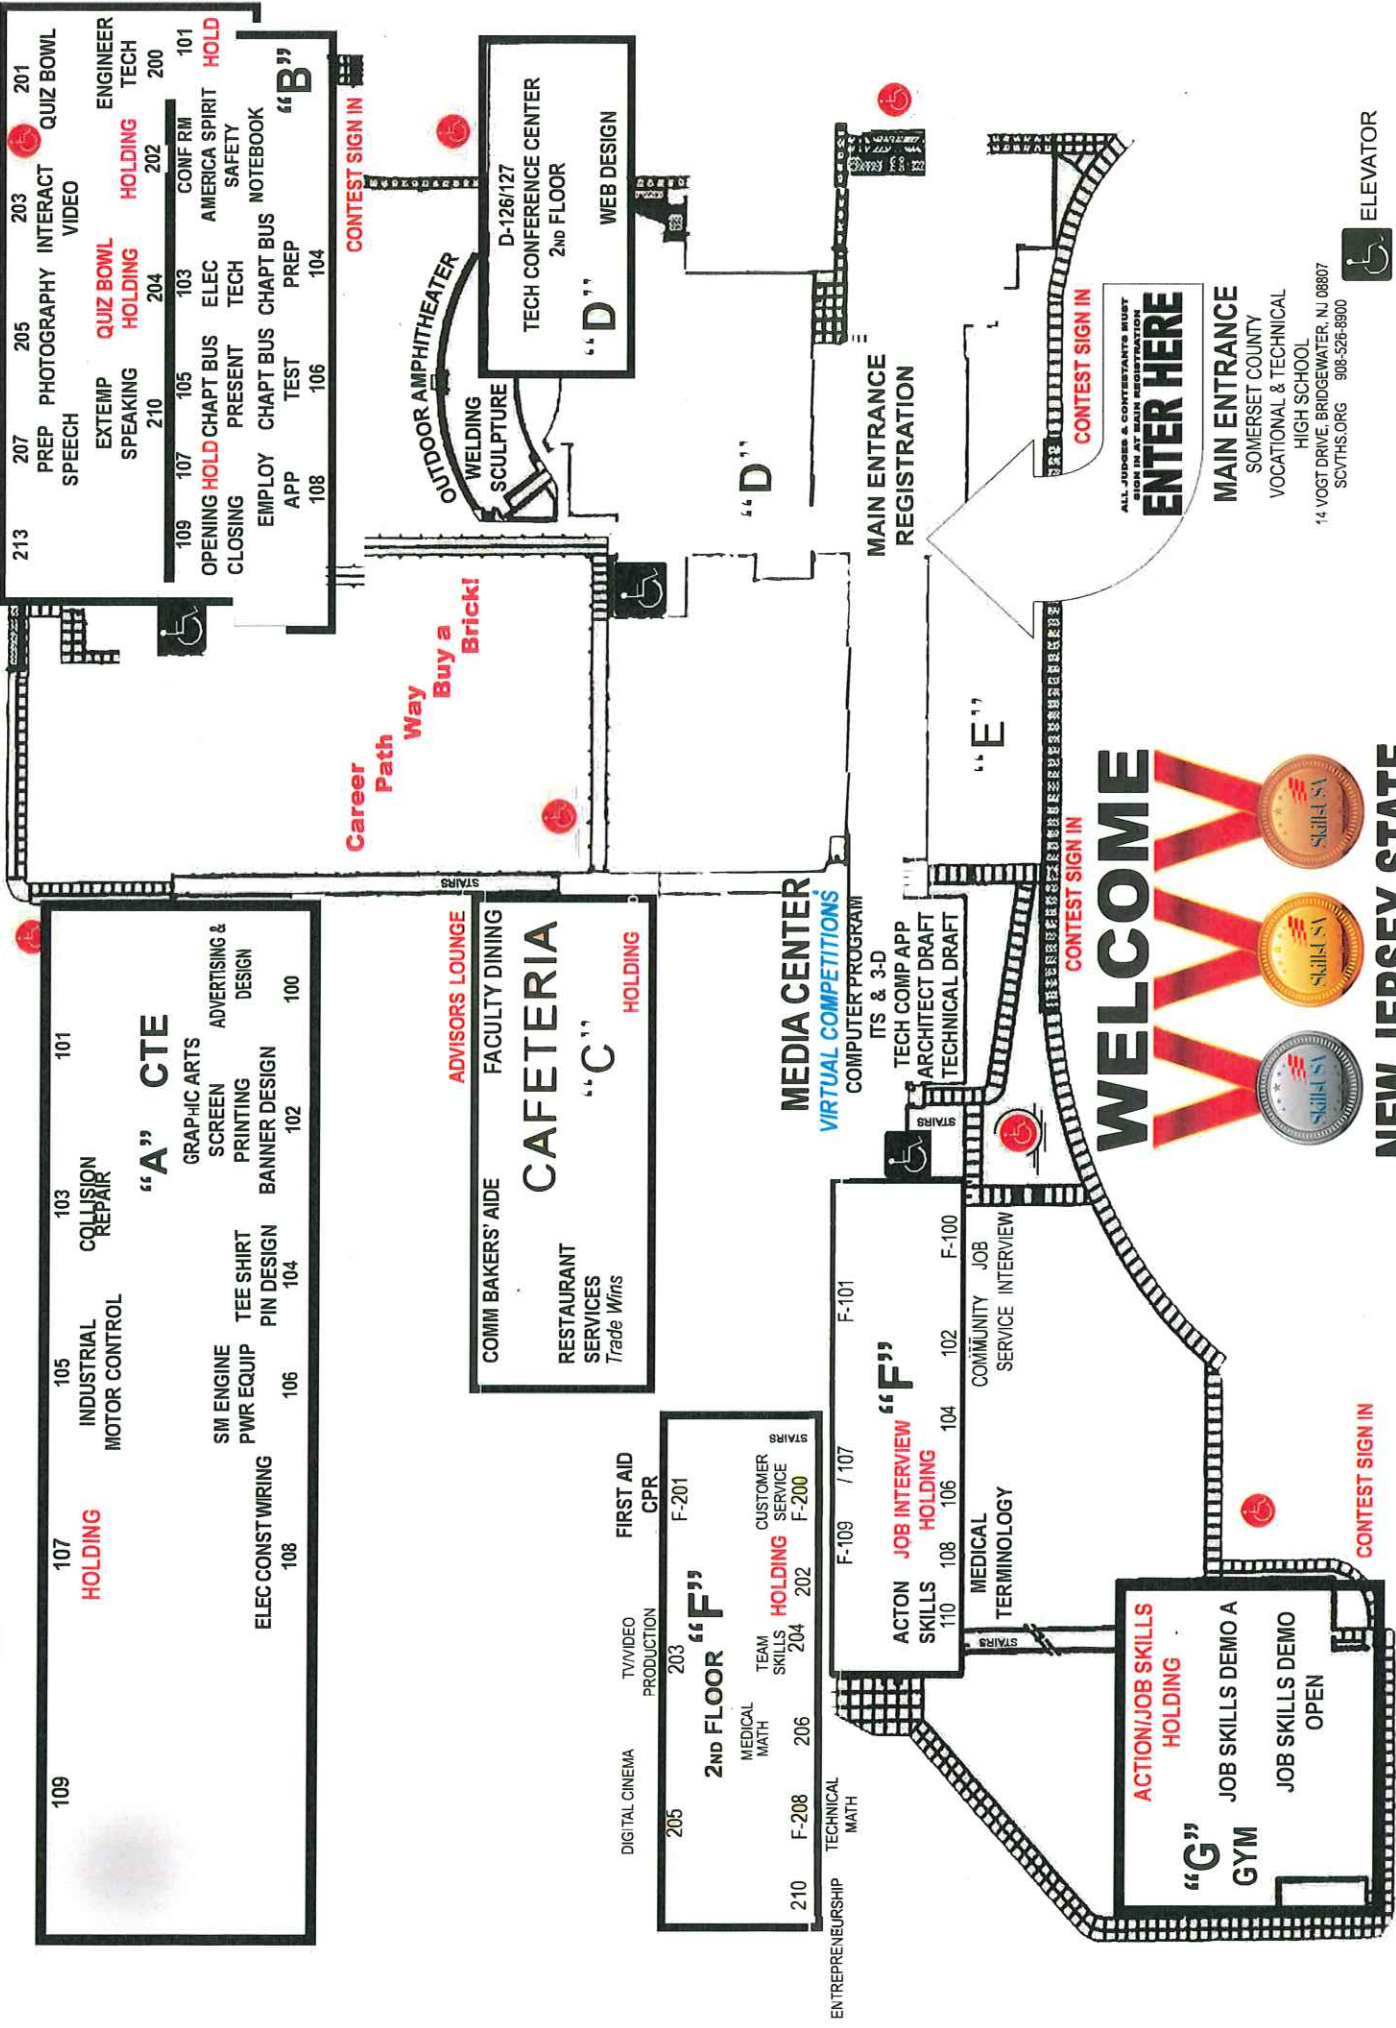 109
107
HOLDING
105
INDUSTRIAL
MOTOR CONTROL
103
COLLISION
REPAIR
101
"A" CTE
GRAPHIC ARTS
SCREEN
PRINTING
ADVERTISING &
DESIGN
100
BANNER DESIGN
102
TEE SHIRT
PIN DESIGN
104
SM ENGINE
PWR EQUIP
106
ELEC CONST WIRING
108
213
207
PREP
SPEECH
205
PHOTOGRAPHY
203
INTERACT
VIDEO
201
QUIZ BOWL
EXTEMP
SPEAKING
210
QUIZ BOWL
HOLDING
204
HOLDING
202
ENGINEER
TECH
200
109
OPENING
CLOSING
107
HOLD
105
CHAPT BUS
PRESENT
103
ELEC
TECH
CONF RM
AMERICA SPIRIT
SAFETY
NOTEBOOK
101
HOLD
EMPLOY
APP
108
CHAPT BUS
TEST
106
CHAPT BUS
PREP
104
"B"
CONTEST SIGN IN
Career
Path
Way
Buy a
Brick!
STAIRS
ADVISORS LOUNGE
COMM BAKERS' AIDE
FACULTY DINING
CAFETERIA
"C"
RESTAURANT
SERVICES
Trade Wins
HOLDING
OUTDOOR AMPHITHEATER
WELDING
SCULPTURE
D-126/127
TECH CONFERENCE CENTER
2ND FLOOR
"D"
WEB DESIGN
"D"
FIRST AID
CPR
F-201
TV/VIDEO
PRODUCTION
203
DIGITAL CINEMA
205
2ND FLOOR "F"
STAIRS
CUSTOMER
SERVICE
F-200
HOLDING
202
TEAM
SKILLS
204
MEDICAL
MATH
206
F-208
210
TECHNICAL
MATH
ENTREPRENEURSHIP
MEDIA CENTER
VIRTUAL COMPETITIONS
COMPUTER PROGRAM
ITS & 3-D
TECH COMP APP
ARCHITECT DRAFT
TECHNICAL DRAFT
STAIRS
MAIN ENTRANCE
REGISTRATION
"E"
F-109
/ 107
F-101
"F"
ACTON
SKILLS
110
JOB INTERVIEW
HOLDING
108
106
104
102
F-100
MEDICAL
TERMINOLOGY
COMMUNITY
SERVICE
JOB
INTERVIEW
STAIRS
CONTEST SIGN IN
CONTEST SIGN IN
ALL JUDGES & CONTESTANTS MUST
SIGN IN AT MAIN REGISTRATION
ENTER HERE
MAIN ENTRANCE
SOMERSET COUNTY
VOCATIONAL & TECHNICAL
HIGH SCHOOL
14 VOGT DRIVE, BRIDGEWATER, NJ 08807
SCVTHS.ORG 908-526-8900
ELEVATOR
ACTION/JOB SKILLS
HOLDING
"G"
GYM
JOB SKILLS DEMO A
JOB SKILLS DEMO
OPEN
CONTEST SIGN IN
WELCOME
SkillsUSA
SkillsUSA
SkillsUSA
NEW JERSEY STATE